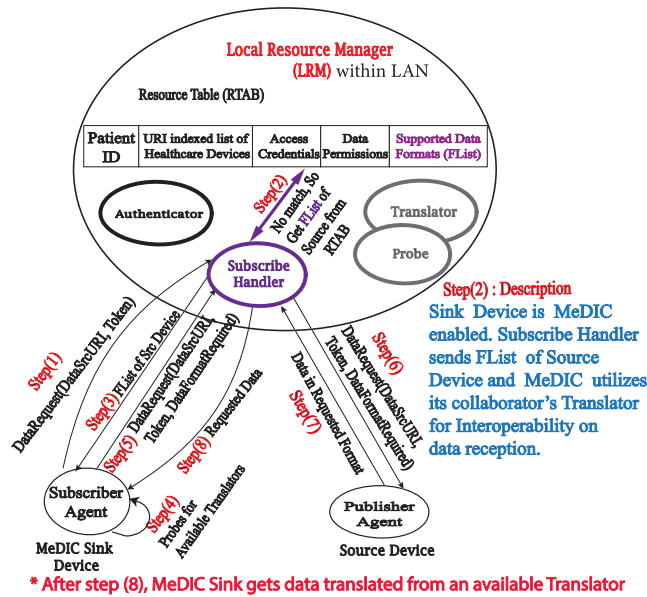 Local Resource Manager
(LRM) within LAN
Resource Table (RTAB)
Patient
ID
URI indexed list of
Healthcare Devices
Access
Credentials
Data
Permissions
Supported Data
Formats (FList)
Step(2)
No match, So
Get FList of
Source from
RTAB
Authenticator
Translator
Probe
Subscribe
Handler
Step(2) : Description
Sink Device is MeDIC
enabled. Subscribe Handler
sends FList of Source
Device and MeDIC utilizes
its collaborator's Translator
for Interoperability on
data reception.
Step(1)
DataRequest(DataSrcURI, Token)
Step(3) FList of Src Device
Step(5) DataRequest(DataSrcURI,
Token, DataFormatRequired)
Step(8) Requested Data
Step(6)
DataRequest(DataSrcURI,
Token, DataFormatRequired)
Data in Requested Format
Step(7)
Step(4)
Probes for
Available Translators
Subscriber
Agent
MeDIC Sink
Device
Publisher
Agent
Source Device
* After step (8), MeDIC Sink gets data translated from an available Translator